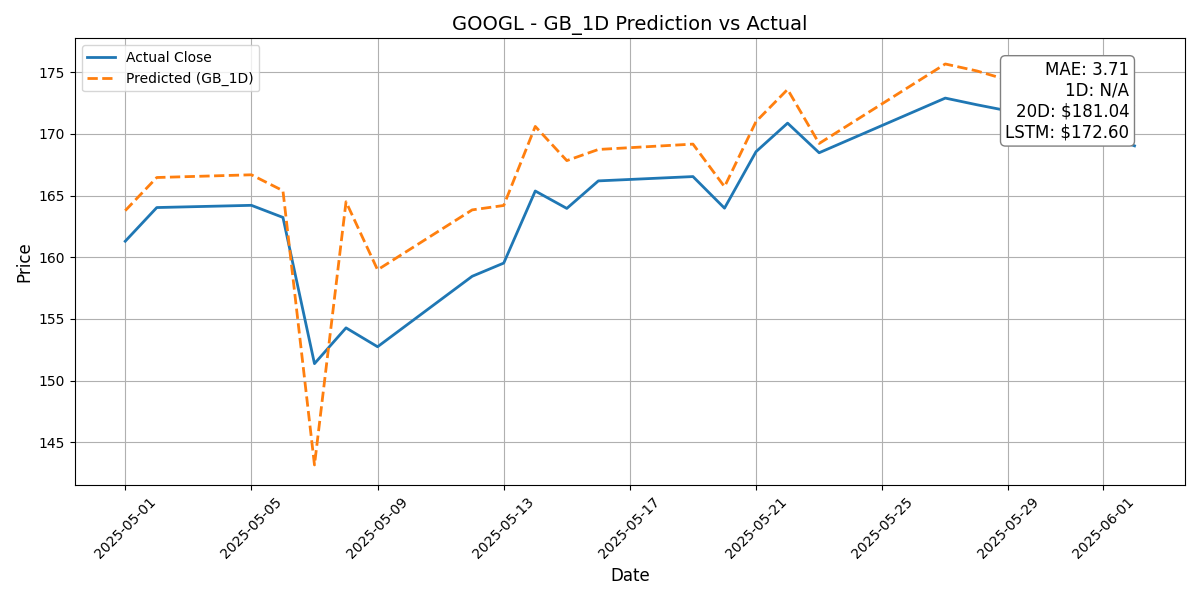 GOOGL - GB_1D Prediction vs Actual
Actual Close
Predicted (GB_1D)
MAE: 3.71
1D: N/A
20D: $181.04
LSTM: $172.60
Price
175
170
165
160
155
150
145
2025-05-01
2025-05-05
2025-05-09
2025-05-13
2025-05-17
2025-05-21
2025-05-25
2025-05-29
2025-06-01
Date